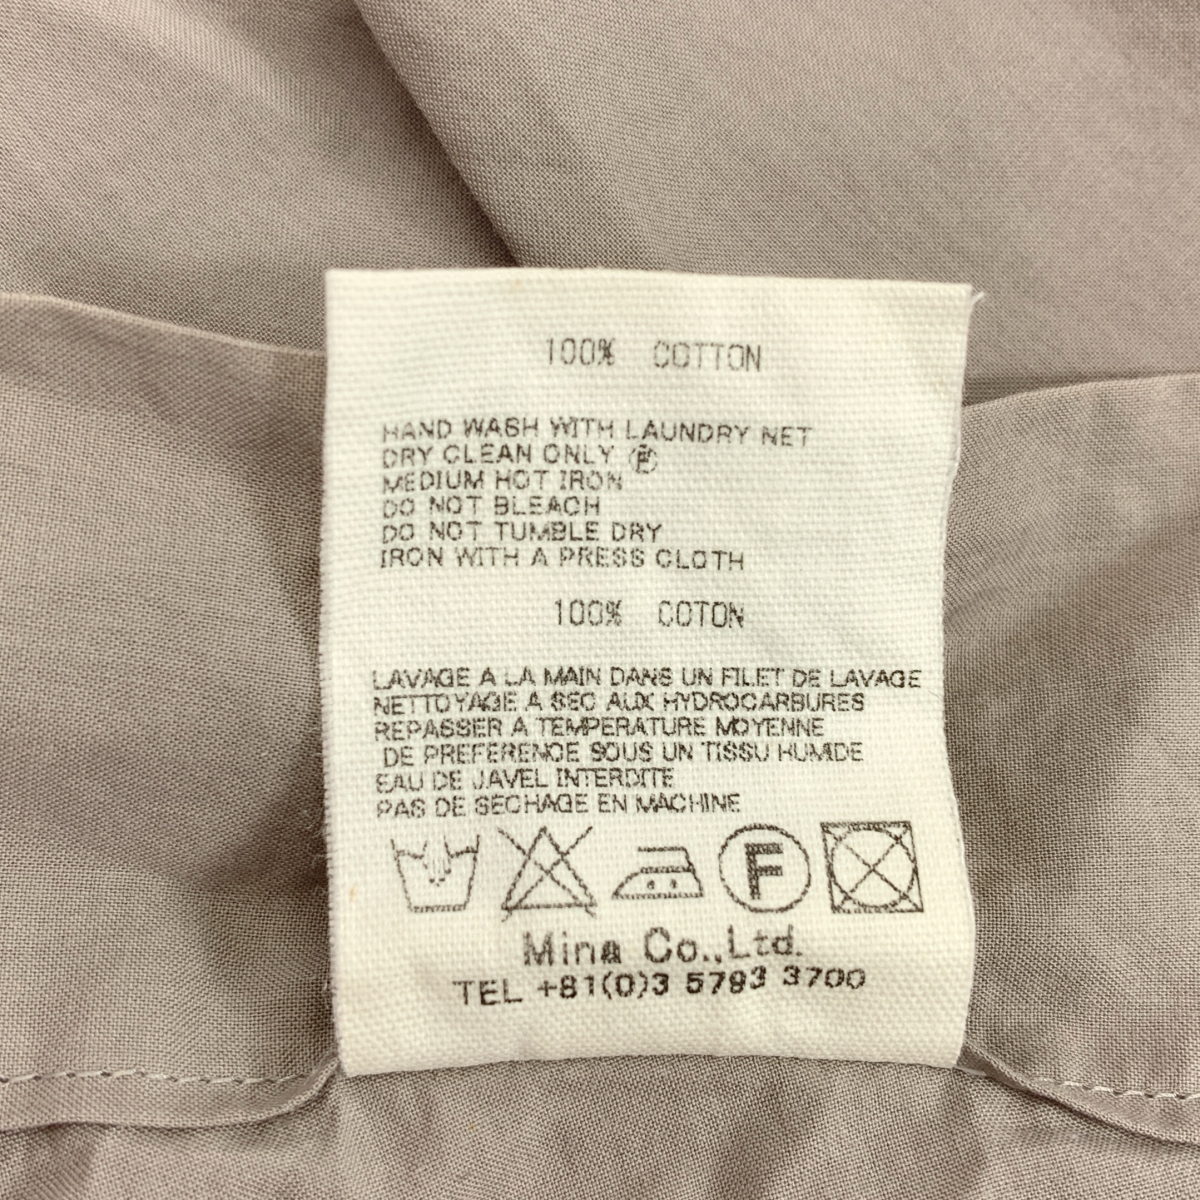 100% COTTON
HAND WASH WITH LAUNDRY NET
DRY CLEAN ONLY Ⓕ
MEDIUM HOT IRON
DO NOT BLEACH
DO NOT TUMBLE DRY
IRON WITH A PRESS CLOTH
100% COTON
LAVAGE A LA MAIN DANS UN FILET DE LAVAGE
NETTOYAGE A SEC AUX HYDROCARBURES
REPASSER A TEMPERATURE MOYENNE
DE PREFERENCE SOUS UN TISSU HUMIDE
EAU DE JAVEL INTERDITE
PAS DE SECHAGE EN MACHINE
F
Mina Co.,Ltd.
TEL +81(0)3 5793 3700